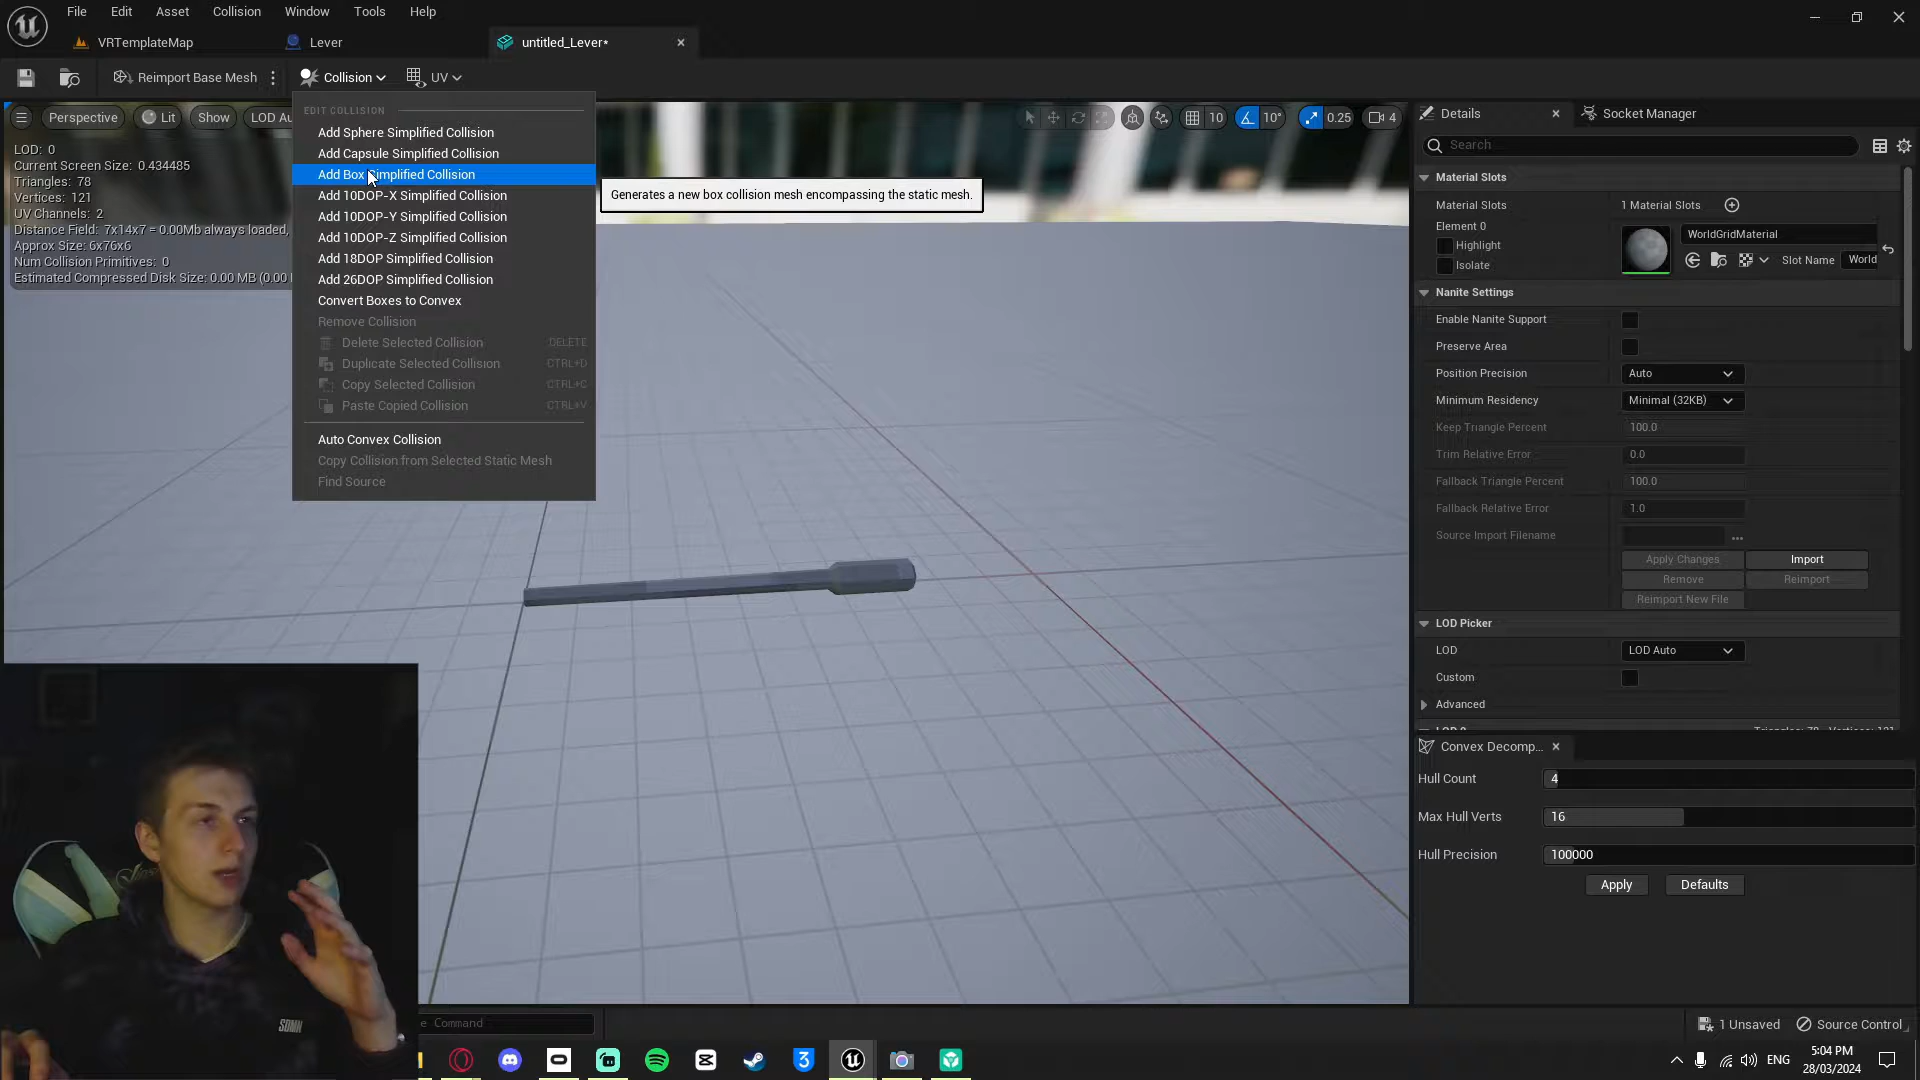 File Edit Asset Collision Window Tools Help
VRTemplateMap Lever untitled_Lever*
Reimport Base Mesh Collision UV
Perspective Lit Show LOD Au 10 10° 0.25 4
LOD: 0
Current Screen Size: 0.434485
Triangles: 78
Vertices: 121
UV Channels: 2
Distance Field: 7x14x7 = 0.00Mb always loaded,
Approx Size: 6x76x6
Num Collision Primitives: 0
Estimated Compressed Disk Size: 0.00 MB (0.00
EDIT COLLISION
Add Sphere Simplified Collision
Add Capsule Simplified Collision
Add Box Simplified Collision
Add 10DOP-X Simplified Collision
Add 10DOP-Y Simplified Collision
Add 10DOP-Z Simplified Collision
Add 18DOP Simplified Collision
Add 26DOP Simplified Collision
Convert Boxes to Convex
Remove Collision
Delete Selected Collision DELETE
Duplicate Selected Collision CTRL+D
Copy Selected Collision CTRL+C
Paste Copied Collision CTRL+V
Auto Convex Collision
Copy Collision from Selected Static Mesh
Find Source
Generates a new box collision mesh encompassing the static mesh.
Details Socket Manager
Search
Material Slots
Material Slots 1 Material Slots
Element 0
Highlight
Isolate
WorldGridMaterial
Slot Name World
Nanite Settings
Enable Nanite Support
Preserve Area
Position Precision Auto
Minimum Residency Minimal (32KB)
Keep Triangle Percent 100.0
Trim Relative Error 0.0
Fallback Triangle Percent 100.0
Fallback Relative Error 1.0
Source Import Filename ...
Apply Changes Import
Remove Reimport
Reimport New File
LOD Picker
LOD LOD Auto
Custom
Advanced
LOD 0 Triangles: 78 Vertices: 121
Convex Decomp...
Hull Count 4
Max Hull Verts 16
Hull Precision 100000
Apply Defaults
SDMN
e Command
1 Unsaved Source Control
ENG
5:04 PM
28/03/2024